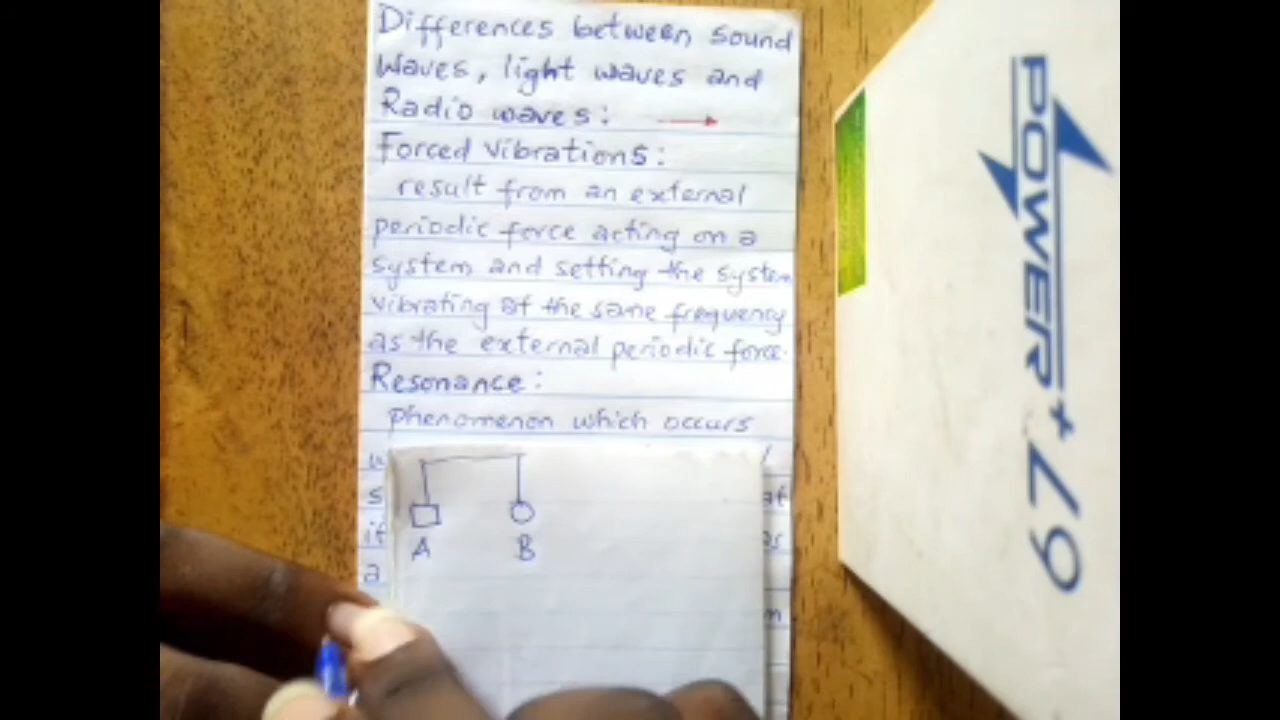 Differences between sound
Waves, light waves and
Radio waves:
Forced Vibrations:
result from an external
periodic force acting on a
system and setting the system
vibrating at the same frequency
as the external periodic force.
Resonance:
phenomenon which occurs
A B
POWER+ L9